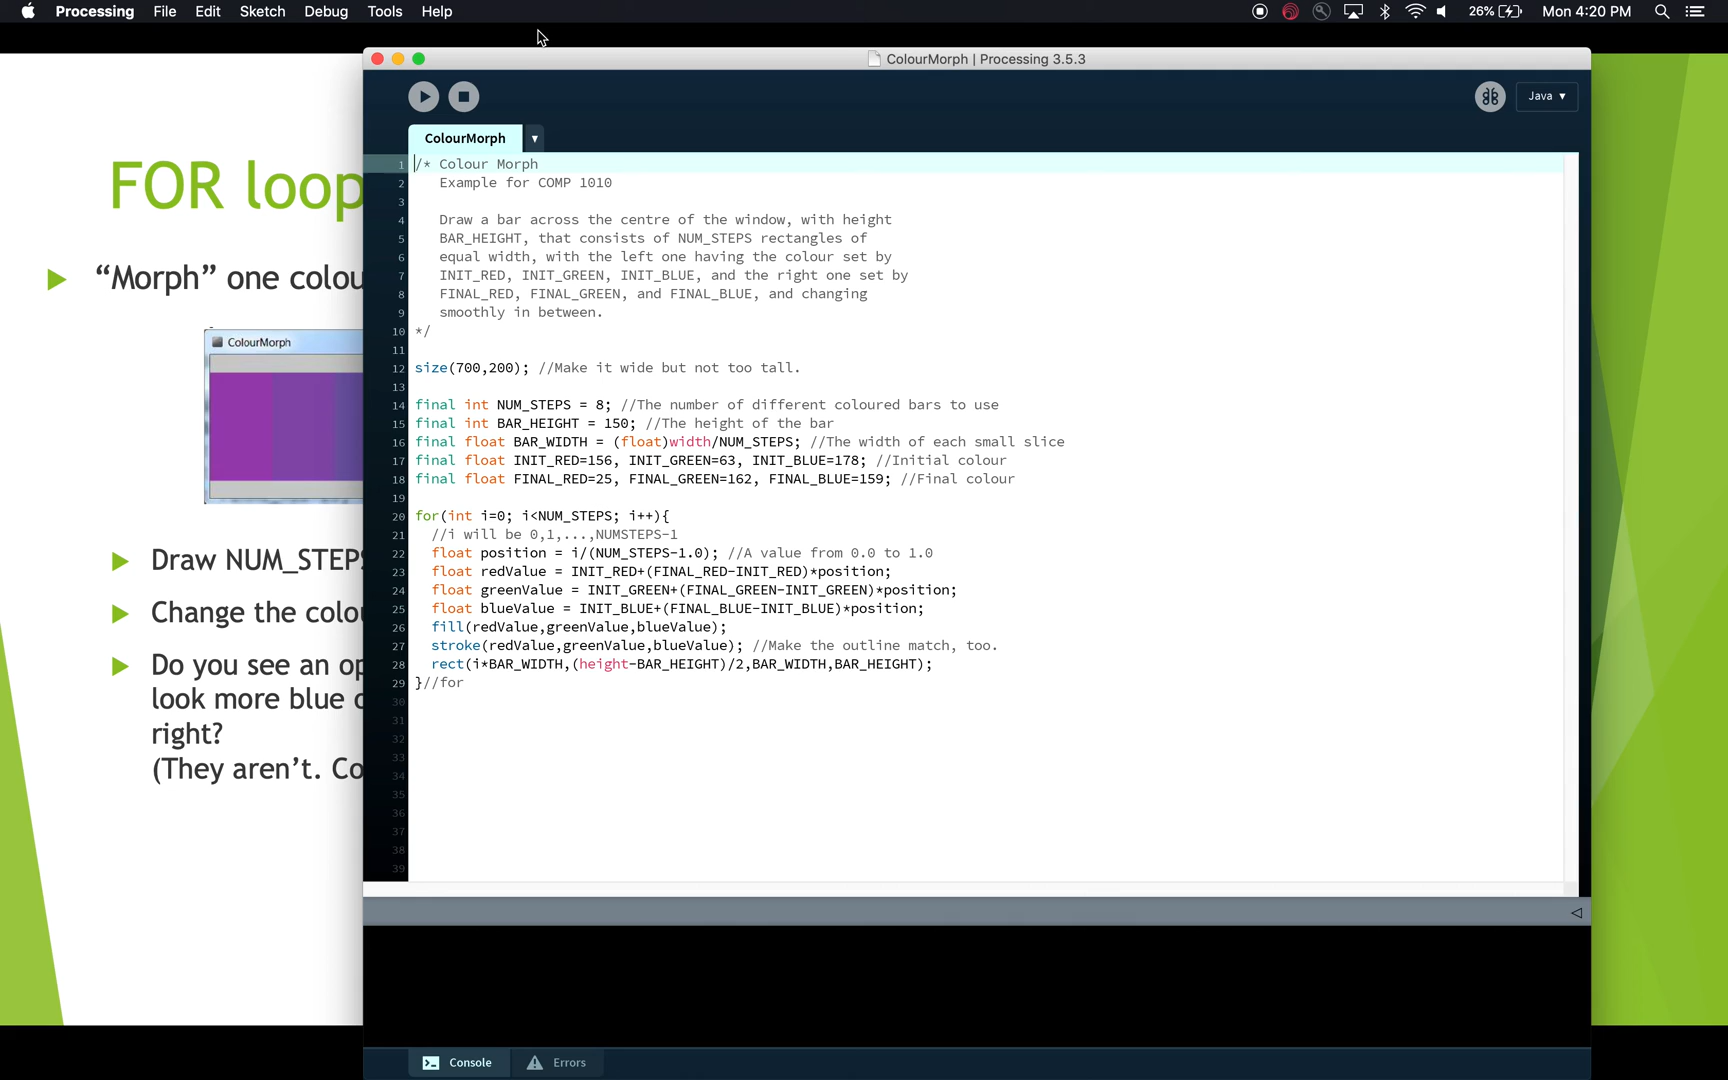 Processing File Edit Sketch Debug Tools Help 26% Mon 4:20 PM
ColourMorph | Processing 3.5.3
Java ▾
ColourMorph ▾
1 /* Colour Morph
2 Example for COMP 1010
3
4 Draw a bar across the centre of the window, with height
5 BAR_HEIGHT, that consists of NUM_STEPS rectangles of
6 equal width, with the left one having the colour set by
7 INIT_RED, INIT_GREEN, INIT_BLUE, and the right one set by
8 FINAL_RED, FINAL_GREEN, and FINAL_BLUE, and changing
9 smoothly in between.
10 */
11
12 size(700,200); //Make it wide but not too tall.
13
14 final int NUM_STEPS = 8; //The number of different coloured bars to use
15 final int BAR_HEIGHT = 150; //The height of the bar
16 final float BAR_WIDTH = (float)width/NUM_STEPS; //The width of each small slice
17 final float INIT_RED=156, INIT_GREEN=63, INIT_BLUE=178; //Initial colour
18 final float FINAL_RED=25, FINAL_GREEN=162, FINAL_BLUE=159; //Final colour
19
20 for(int i=0; i<NUM_STEPS; i++){
21 //i will be 0,1,...,NUMSTEPS-1
22 float position = i/(NUM_STEPS-1.0); //A value from 0.0 to 1.0
23 float redValue = INIT_RED+(FINAL_RED-INIT_RED)*position;
24 float greenValue = INIT_GREEN+(FINAL_GREEN-INIT_GREEN)*position;
25 float blueValue = INIT_BLUE+(FINAL_BLUE-INIT_BLUE)*position;
26 fill(redValue,greenValue,blueValue);
27 stroke(redValue,greenValue,blueValue); //Make the outline match, too.
28 rect(i*BAR_WIDTH,(height-BAR_HEIGHT)/2,BAR_WIDTH,BAR_HEIGHT);
29 }//for
30
31
32
33
34
35
36
37
38
39
Console Errors
FOR loop
"Morph" one colou
ColourMorph
Draw NUM_STEPS
Change the colo
Do you see an op
look more blue
right?
(They aren't. Co